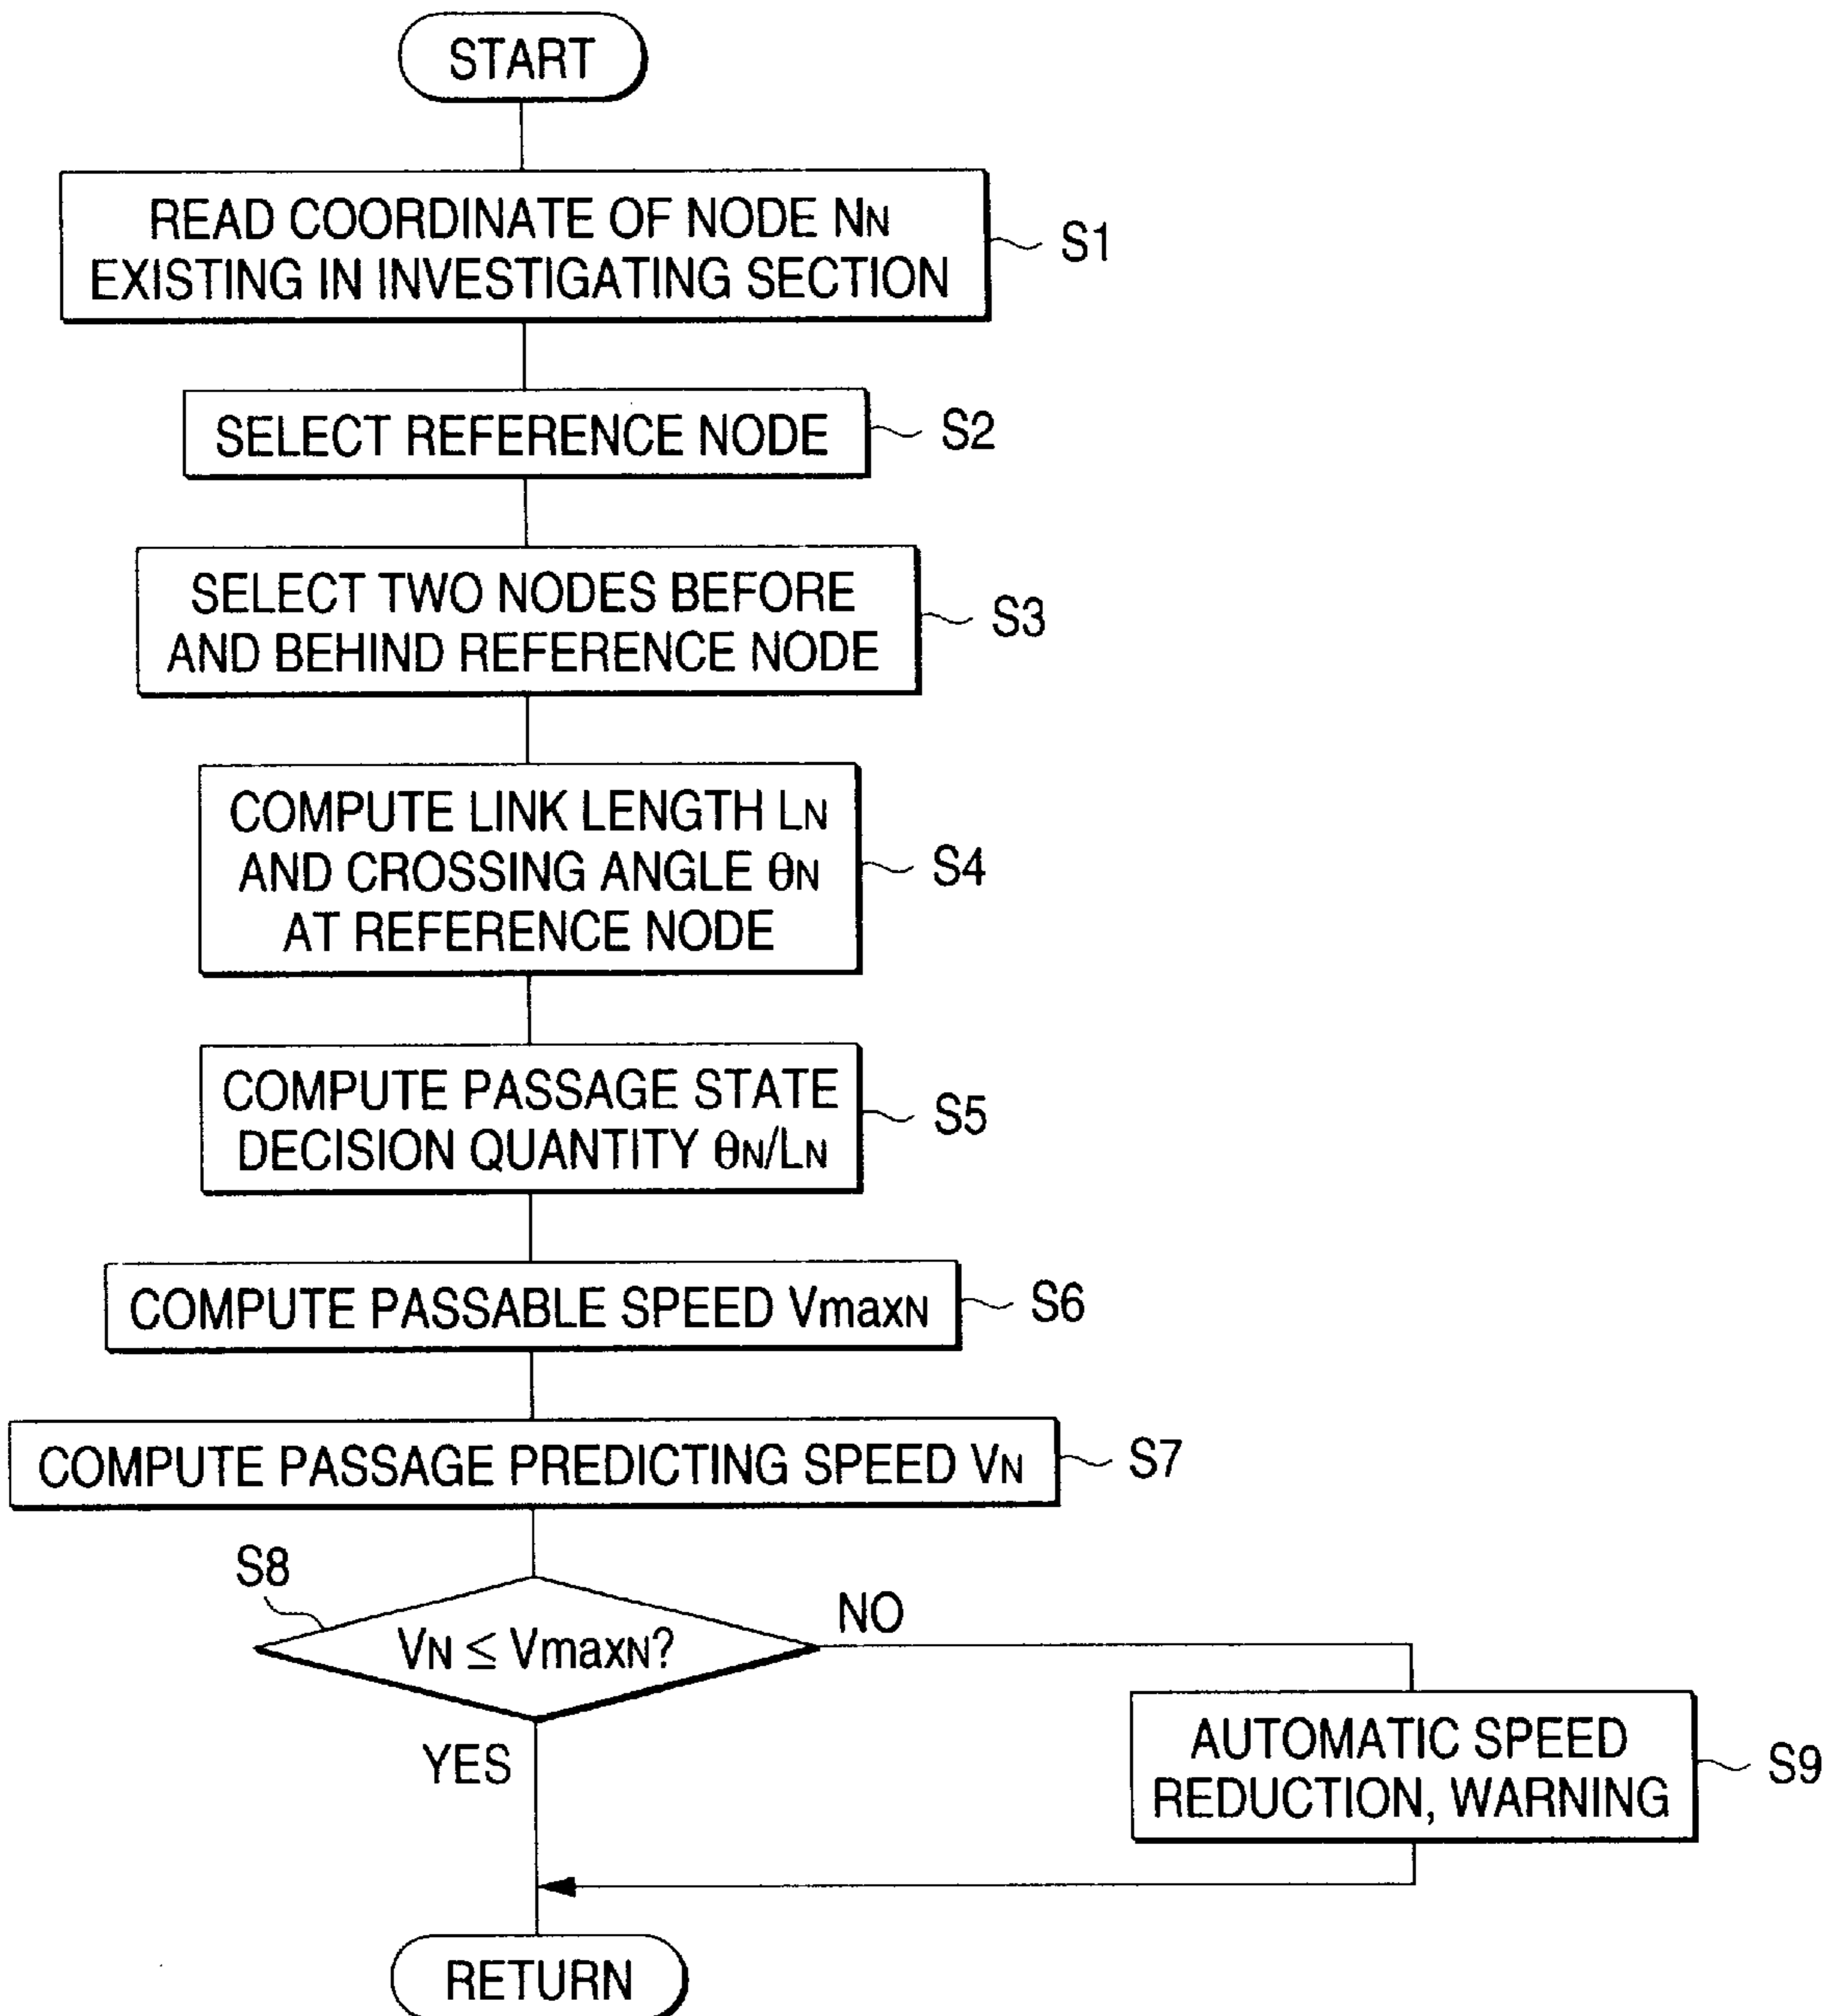 START
READ COORDINATE OF NODE NN
EXISTING IN INVESTIGATING SECTION
S1
SELECT REFERENCE NODE
S2
SELECT TWO NODES BEFORE
AND BEHIND REFERENCE NODE
S3
COMPUTE LINK LENGTH LN
AND CROSSING ANGLE θN
AT REFERENCE NODE
S4
COMPUTE PASSAGE STATE
DECISION QUANTITY θN/LN
S5
COMPUTE PASSABLE SPEED VmaxN
S6
COMPUTE PASSAGE PREDICTING SPEED VN
S7
S8
VN ≤ VmaxN?
NO
YES
AUTOMATIC SPEED
REDUCTION, WARNING
S9
RETURN